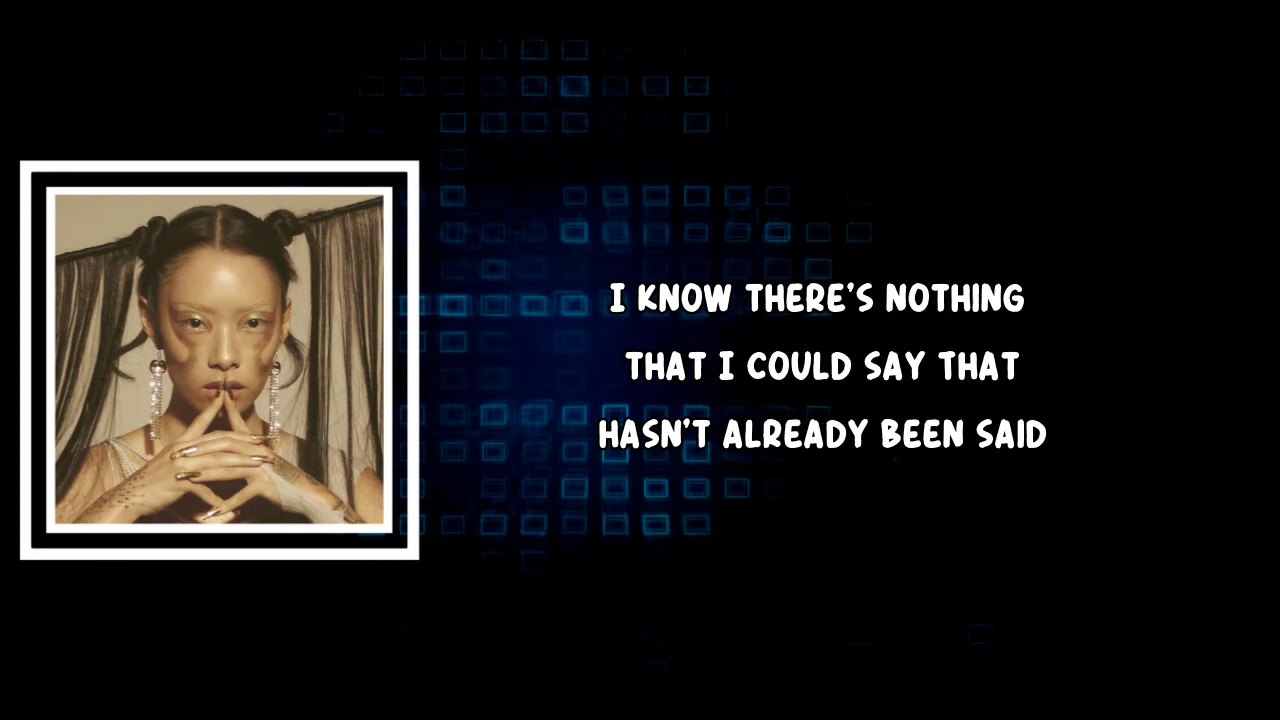 I KNOW THERE'S NOTHING
THAT I COULD SAY THAT
HASN'T ALREADY BEEN SAID